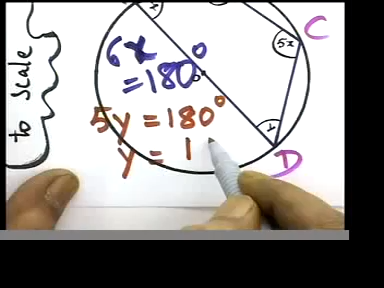 x
C
5x
6x
=180°
to scale
5y = 180°
y = 1
D